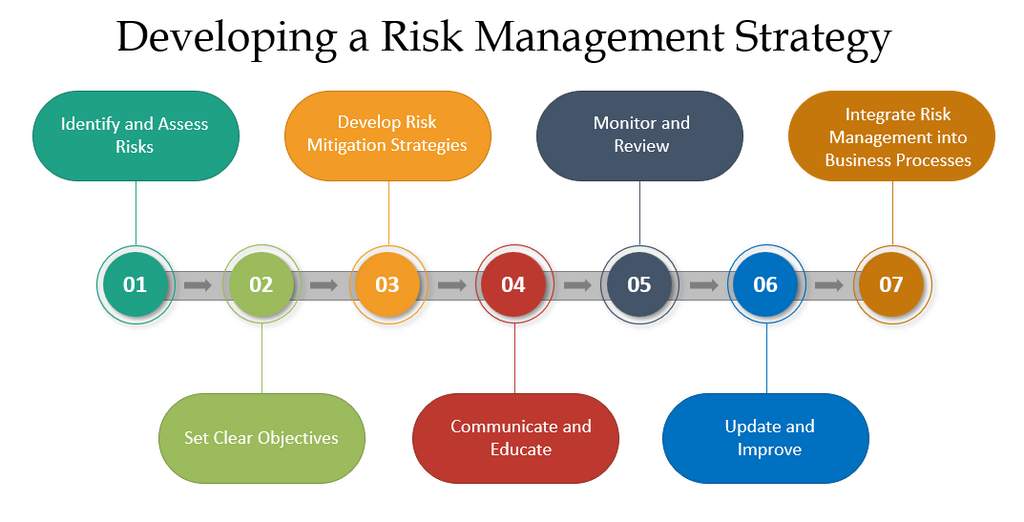 Developing a Risk Management Strategy
Identify and Assess
Risks
Develop Risk
Mitigation Strategies
Monitor and
Review
Integrate Risk
Management into
Business Processes
01
02
03
04
05
06
07
Set Clear Objectives
Communicate and
Educate
Update and
Improve